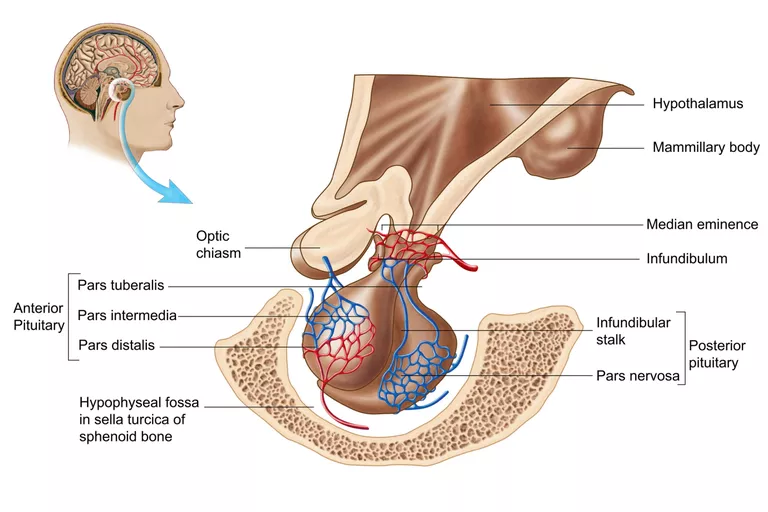 Hypothalamus
Mammillary body
Median eminence
Infundibulum
Optic
chiasm
Anterior
Pituitary
Pars tuberalis
Pars intermedia
Pars distalis
Infundibular
stalk
Pars nervosa
Posterior
pituitary
Hypophyseal fossa
in sella turcica of
sphenoid bone